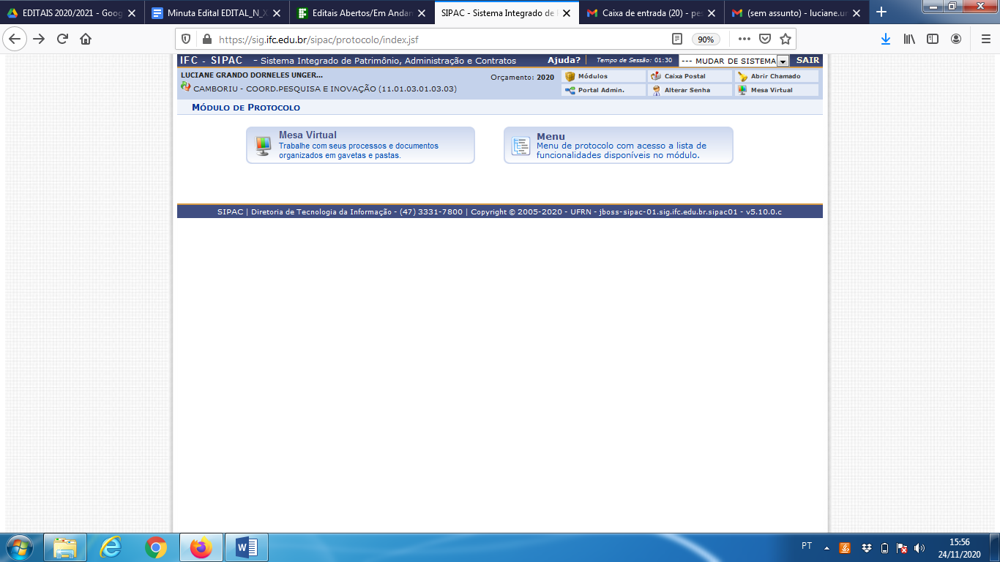 EDITAIS 2020/2021 - Goog
Minuta Edital EDITAL_N_X
Editais Abertos/Em Andan
SIPAC - Sistema Integrado de
Caixa de entrada (20) - pes
(sem assunto) - luciane.un
https://sig.ifc.edu.br/sipac/protocolo/index.jsf
90%
IFC - SIPAC - Sistema Integrado de Patrimônio, Administração e Contratos
Ajuda?
Tempo de Sessão: 01:30
--- MUDAR DE SISTEMA
SAIR
LUCIANE GRANDO DORNELES UNGER...
Orçamento: 2020
Módulos
Caixa Postal
Abrir Chamado
CAMBORIU - COORD.PESQUISA E INOVAÇÃO (11.01.03.01.03.03)
Portal Admin.
Alterar Senha
Mesa Virtual
MÓDULO DE PROTOCOLO
Mesa Virtual
Trabalhe com seus processos e documentos
organizados em gavetas e pastas.
Menu
Menu de protocolo com acesso a lista de
funcionalidades disponíveis no módulo.
SIPAC | Diretoria de Tecnologia da Informação - (47) 3331-7800 | Copyright © 2005-2020 - UFRN - jboss-sipac-01.sig.ifc.edu.br.sipac01 - v5.10.0.c
PT
15:56
24/11/2020